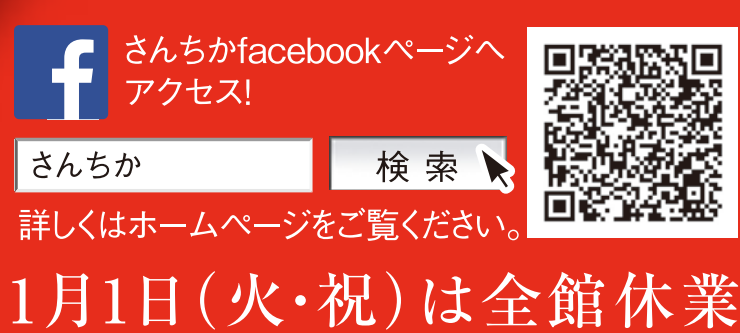 さんちかfacebookページへ
アクセス!
さんちか
検索
詳しくはホームページをご覧ください。
1月1日(火・祝)は全館休業